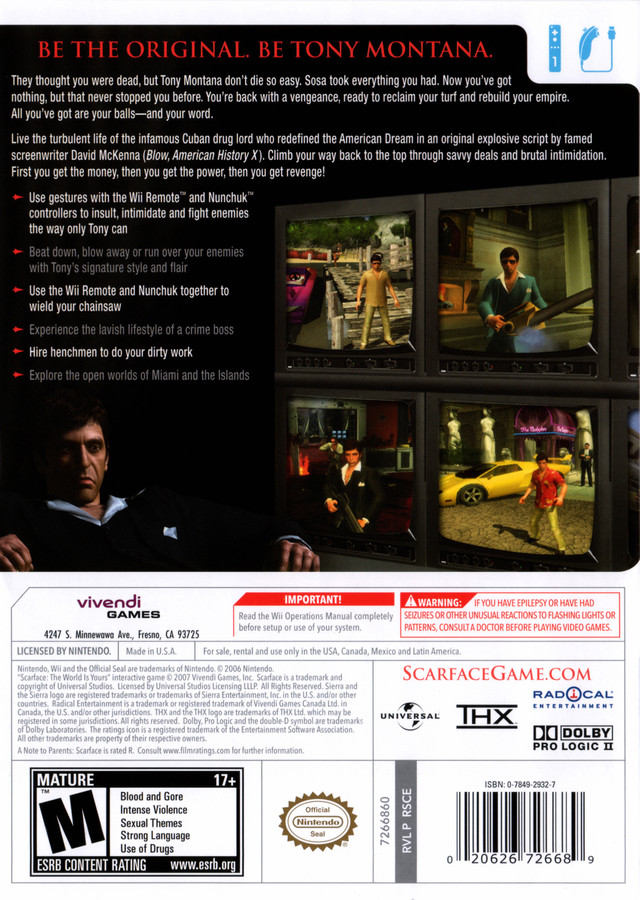 BE THE ORIGINAL. BE TONY MONTANA.
They thought you were dead, but Tony Montana don't die so easy. Sosa took everything you had. Now you've got
nothing, but that never stopped you before. You're back with a vengeance, ready to reclaim your turf and rebuild your empire.
All you've got are your balls—and your word.
Live the turbulent life of the infamous Cuban drug lord who redefined the American Dream in an original explosive script by famed
screenwriter David McKenna (Blow, American History X). Climb your way back to the top through savvy deals and brutal intimidation.
First you get the money, then you get the power, then you get revenge!
Use gestures with the Wii Remote™ and Nunchuk™
controllers to insult, intimidate and fight enemies
the way only Tony can
Beat down, blow away or run over your enemies
with Tony's signature style and flair
Use the Wii Remote and Nunchuk together to
wield your chainsaw
Experience the lavish lifestyle of a crime boss
Hire henchmen to do your dirty work
Explore the open worlds of Miami and the Islands
1
vivendi
GAMES
4247 S. Minnewawa Ave., Fresno, CA 93725
IMPORTANT!
Read the Wii Operations Manual completely
before setup or use of your system.
WARNING: IF YOU HAVE EPILEPSY OR HAVE HAD
SEIZURES OR OTHER UNUSUAL REACTIONS TO FLASHING LIGHTS OR
PATTERNS, CONSULT A DOCTOR BEFORE PLAYING VIDEO GAMES.
LICENSED BY NINTENDO. Made in U.S.A. For sale, rental and use only in the USA, Canada, Mexico and Latin America.
Nintendo, Wii and the Official Seal are trademarks of Nintendo. © 2006 Nintendo.
"Scarface: The World Is Yours" interactive game © 2007 Vivendi Games, Inc. Scarface is a trademark and
copyright of Universal Studios. Licensed by Universal Studios Licensing LLLP. All Rights Reserved. Sierra and
the Sierra logo are registered trademarks or trademarks of Sierra Entertainment, Inc. in the U.S. and/or other
countries. Radical Entertainment is a trademark or registered trademark of Vivendi Games Canada Ltd. in
Canada, the U.S. and/or other jurisdictions. THX and the THX logo are trademarks of THX Ltd. which may be
registered in some jurisdictions. All rights reserved. Dolby, Pro Logic and the double-D symbol are trademarks
of Dolby Laboratories. The ratings icon is a registered trademark of the Entertainment Software Association.
All other trademarks are property of their respective owners.
A Note to Parents: Scarface is rated R. Consult www.filmratings.com for further information.
SCARFACEGAME.COM
UNIVERSAL
THX
RADICAL
ENTERTAINMENT
DOLBY
PRO LOGIC II
MATURE 17+
M
Blood and Gore
Intense Violence
Sexual Themes
Strong Language
Use of Drugs
ESRB CONTENT RATING www.esrb.org
Official
Nintendo
Seal
7266860
RVL P RSCE
ISBN: 0-7849-2932-7
0 20626 72668 9